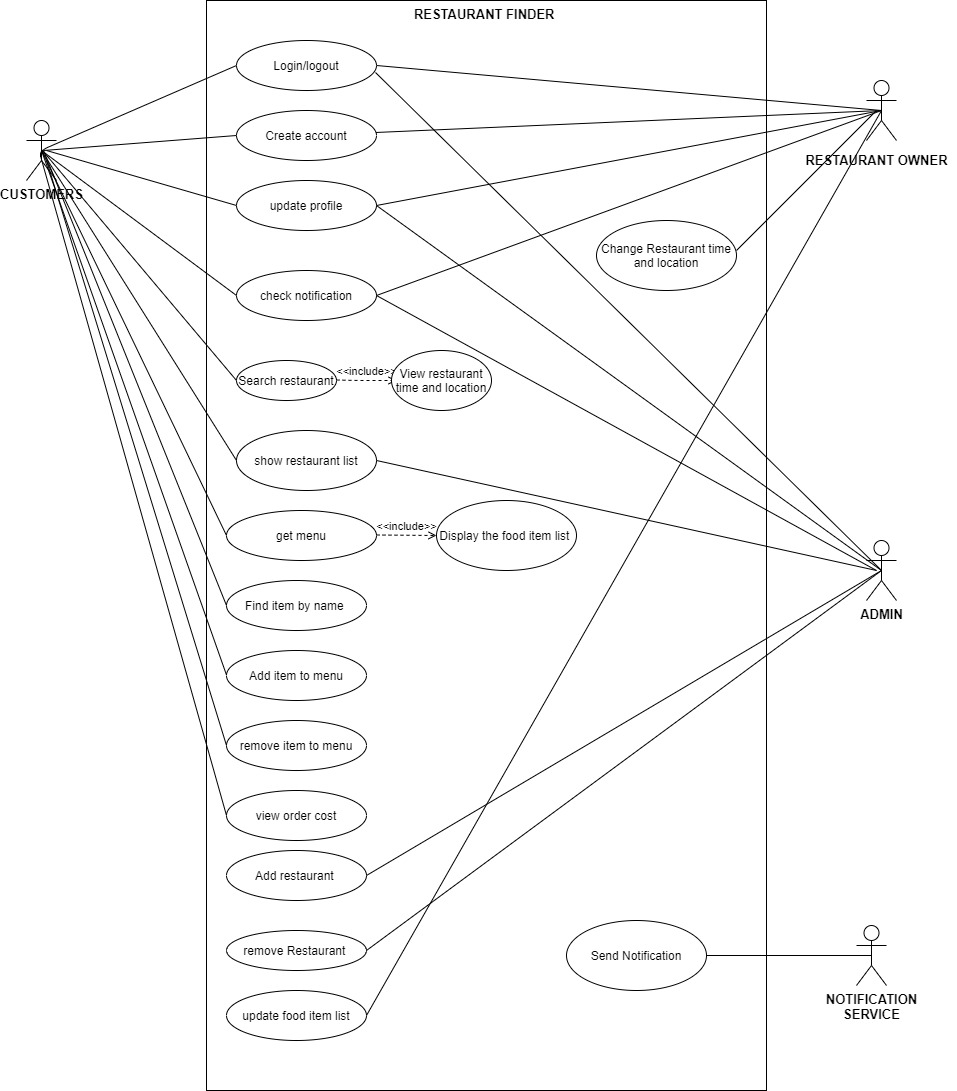 RESTAURANT FINDER
Login/logout
Create account
RESTAURANT OWNER
CUSTOMERS
update profile
Change Restaurant time
and location
check notification
Search restaurant
<<include>>
View restaurant
time and location
show restaurant list
get menu
<<include>>
Display the food item list
Find item by name
ADMIN
Add item to menu
remove item to menu
view order cost
Add restaurant
remove Restaurant
Send Notification
NOTIFICATION
SERVICE
update food item list